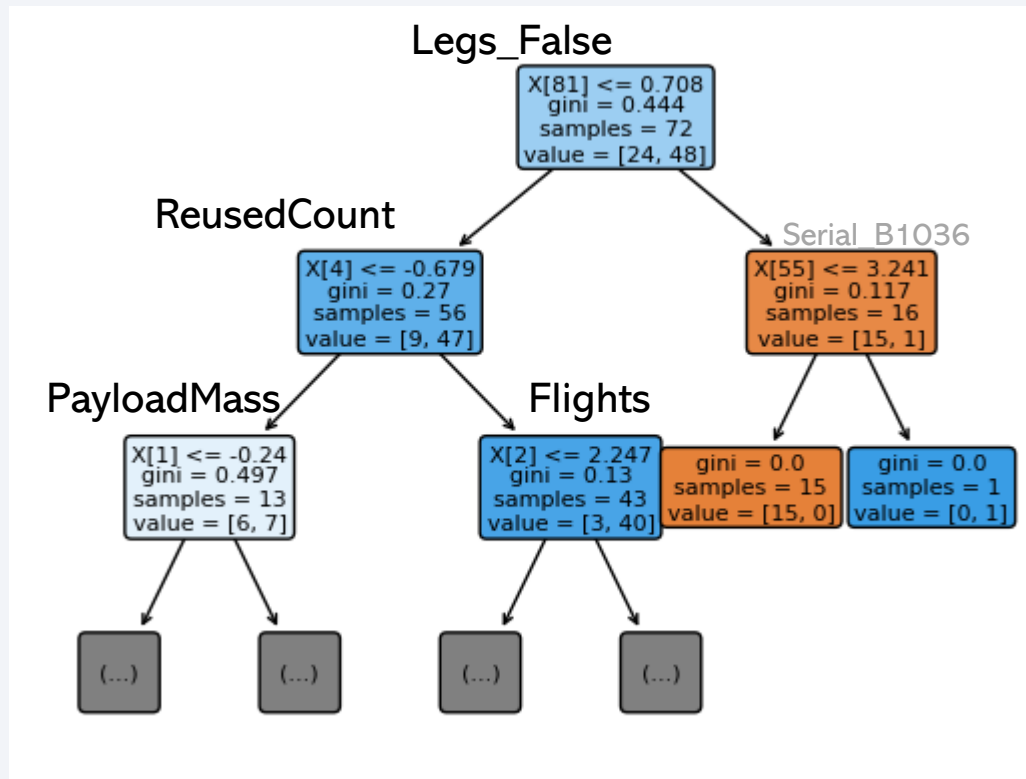 Legs_False
X[81] <= 0.708
gini = 0.444
samples = 72
value = [24, 48]
ReusedCount
X[4] <= -0.679
gini = 0.27
samples = 56
value = [9, 47]
Serial_B1036
X[55] <= 3.241
gini = 0.117
samples = 16
value = [15, 1]
PayloadMass
X[1] <= -0.24
gini = 0.497
samples = 13
value = [6, 7]
Flights
X[2] <= 2.247
gini = 0.13
samples = 43
value = [3, 40]
gini = 0.0
samples = 15
value = [15, 0]
gini = 0.0
samples = 1
value = [0, 1]
(...)
(...)
(...)
(...)